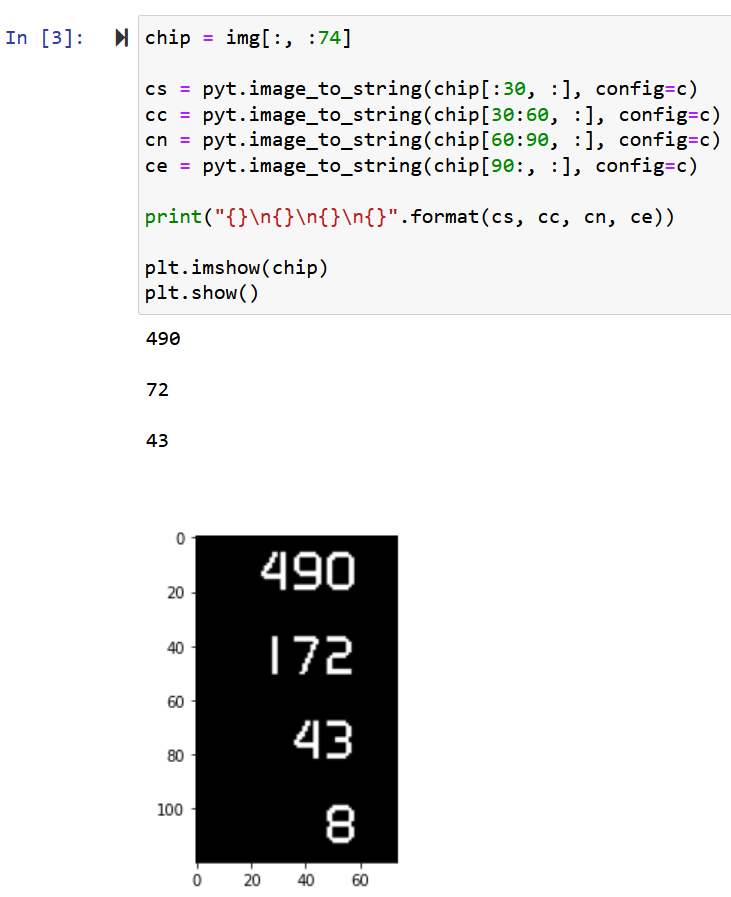 In [3]:
chip = img[:, :74]
cs = pyt.image_to_string(chip[:30, :], config=c)
cc = pyt.image_to_string(chip[30:60, :], config=c)
cn = pyt.image_to_string(chip[60:90, :], config=c)
ce = pyt.image_to_string(chip[90:, :], config=c)
print("{}\n{}\n{}\n{}".format(cs, cc, cn, ce))
plt.imshow(chip)
plt.show()
490
72
43
0
20
40
60
80
100
490
172
43
8
0 20 40 60